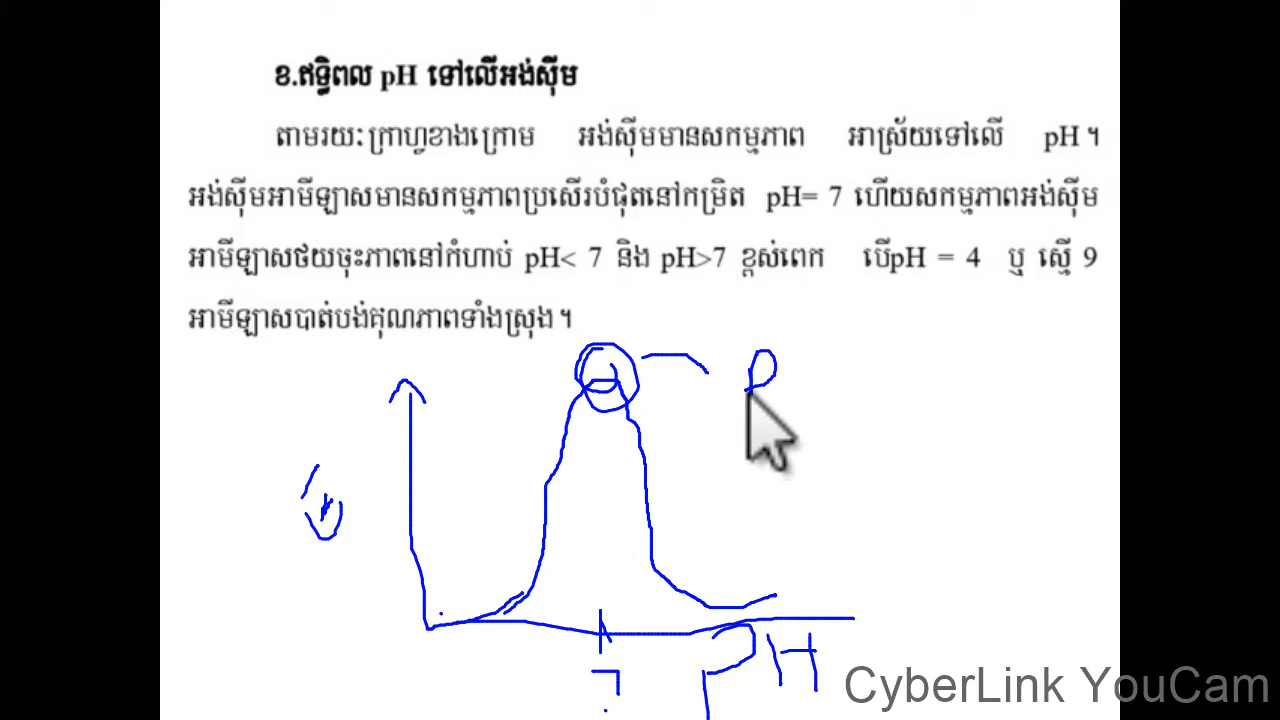 ខ.ឥទ្ធិពល pH ទៅលើអង់ស៊ីម
តាមរយៈក្រាហ្វខាងក្រោម អង់ស៊ីមមានសកម្មភាព អាស្រ័យទៅលើ pH ។
អង់ស៊ីមអាមីឡាសមានសកម្មភាពប្រសើរបំផុតនៅកម្រិត pH= 7 ហើយសកម្មភាពអង់ស៊ីម
អាមីឡាសថយចុះភាពនៅកំហាប់ pH< 7 និង pH>7 ខ្ពស់ពេក បើpH = 4 ឬ ស្មើ 9
អាមីឡាសបាត់បង់គុណភាពទាំងស្រុង ។
P
7
pH
CyberLink YouCam